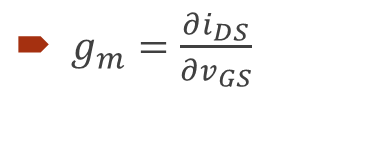 g_m = ∂i_DS / ∂v_GS